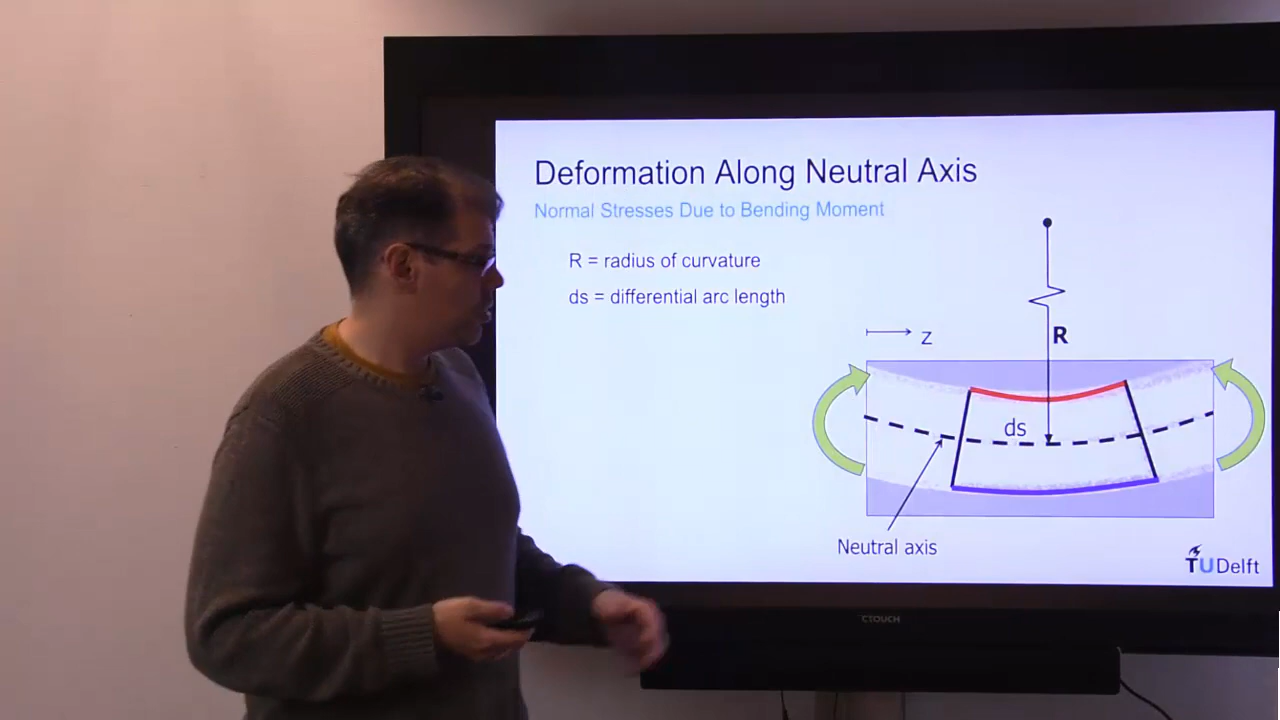 Deformation Along Neutral Axis
Normal Stresses Due to Bending Moment
R = radius of curvature
ds = differential arc length
z
R
ds
Neutral axis
TUDelft
CTOUCH